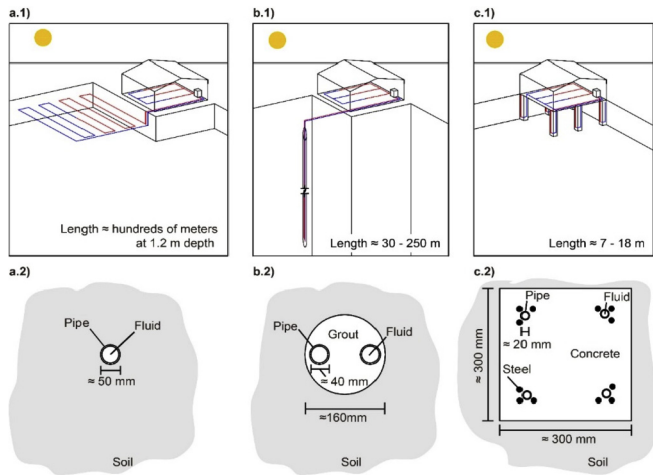 a.1)
b.1)
c.1)
Length ≈ hundreds of meters
at 1.2 m depth
Length ≈ 30 - 250 m
Length ≈ 7 - 18 m
a.2)
b.2)
c.2)
Pipe
Fluid
≈ 50 mm
Soil
Pipe
Grout
Fluid
≈ 40 mm
≈160mm
Soil
Pipe
Fluid
≈ 20 mm
Concrete
Steel
≈ 300 mm
≈ 300 mm
Soil